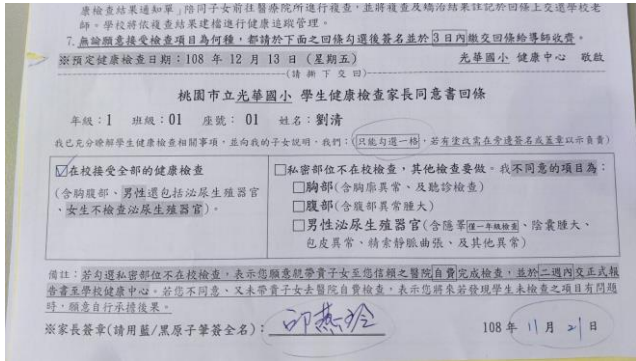 康檢查結果通知單」陪同子女前往醫療院所進行複查,並將複查及矯治結果註記於回條上交還學校老
師。學校將依複查結果建檔進行健康追蹤管理。
7. 無論願意接受檢查項目為何種,都請於下面之回條勾選後簽名並於3日內繳交回條給導師收齊。
※預定健康檢查日期:108 年 12 月 13 日 (星期五)　光華國小 健康中心 敬啟
(請撕下交回)
桃園市立光華國小 學生健康檢查家長同意書回條
年級:1 班級:01 座號:01 姓名:劉清
我已充分瞭解學生健康檢查相關事項,並向我的子女說明,我們:(只能勾選一格,若有塗改需在旁邊簽名或蓋章以示負責)
☑在校接受全部的健康檢查
(含胸腹部、男性還包括泌尿生殖器官
、女生不檢查泌尿生殖器官)。
□私密部位不在校檢查,其他檢查要做。我不同意的項目為:
□胸部(含胸廓異常、及聽診檢查)
□腹部(含腹部異常腫大)
□男性泌尿生殖器官(含隱睪僅一年級檢查、陰囊腫大、
包皮異常、精索靜脈曲張、及其他異常)
備註:若勾選私密部位不在校檢查,表示您願意親帶貴子女至您信賴之醫院自費完成檢查,並於二週內交正式報
告書至學校健康中心。若您不同意、又未帶貴子女去醫院自費檢查,表示您將來若發現學生未檢查之項目有問題
時,願意自行承擔後果。
※家長簽章(請用藍/黑原子筆簽全名):邱燕玲　108 年 11 月 21 日